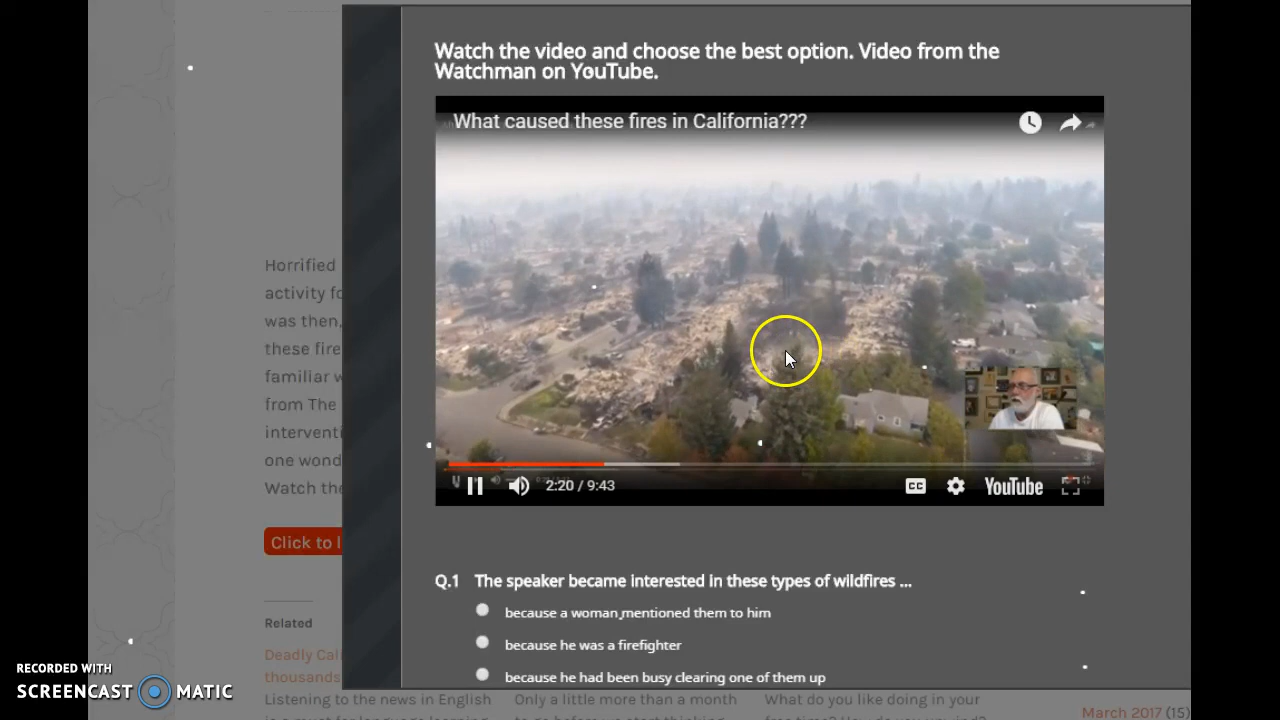 Watch the video and choose the best option. Video from the
Watchman on YouTube.
What caused these fires in California???
Horrified
activity fo
was then,
these fire
familiar w
from The
interventi
one wond
Watch the
2:20 / 9:43
CC
YouTube
Click to l
Q.1 The speaker became interested in these types of wildfires ...
because a woman mentioned them to him
because he was a firefighter
because he had been busy clearing one of them up
Related
Deadly Cali
thousands
Listening to the news in English
Only a little more than a month
What do you like doing in your
March 2017 (15)
RECORDED WITH
SCREENCAST MATIC